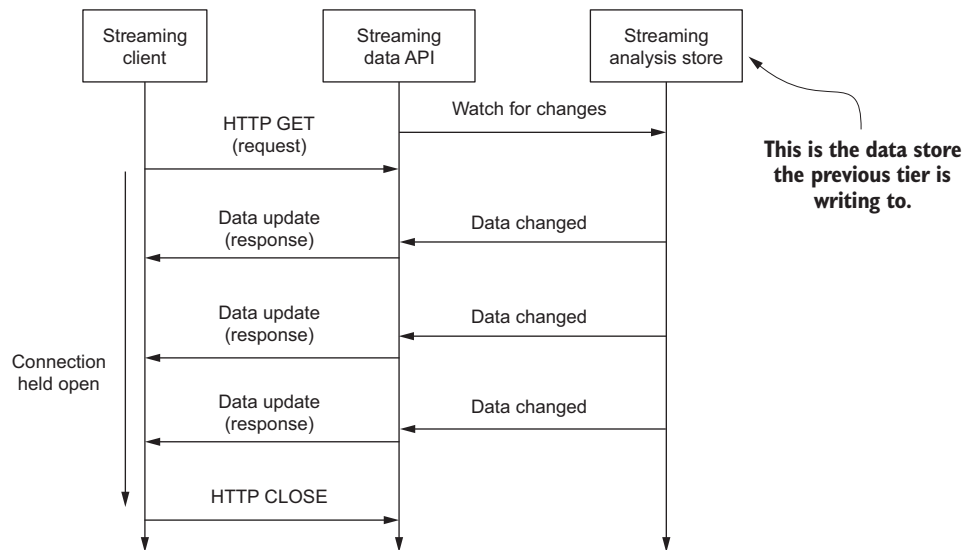 Streaming
client
Streaming
data API
Streaming
analysis store
HTTP GET
(request)
Watch for changes
This is the data store
the previous tier is
writing to.
Data update
(response)
Data changed
Data update
(response)
Data changed
Connection
held open
Data update
(response)
Data changed
HTTP CLOSE